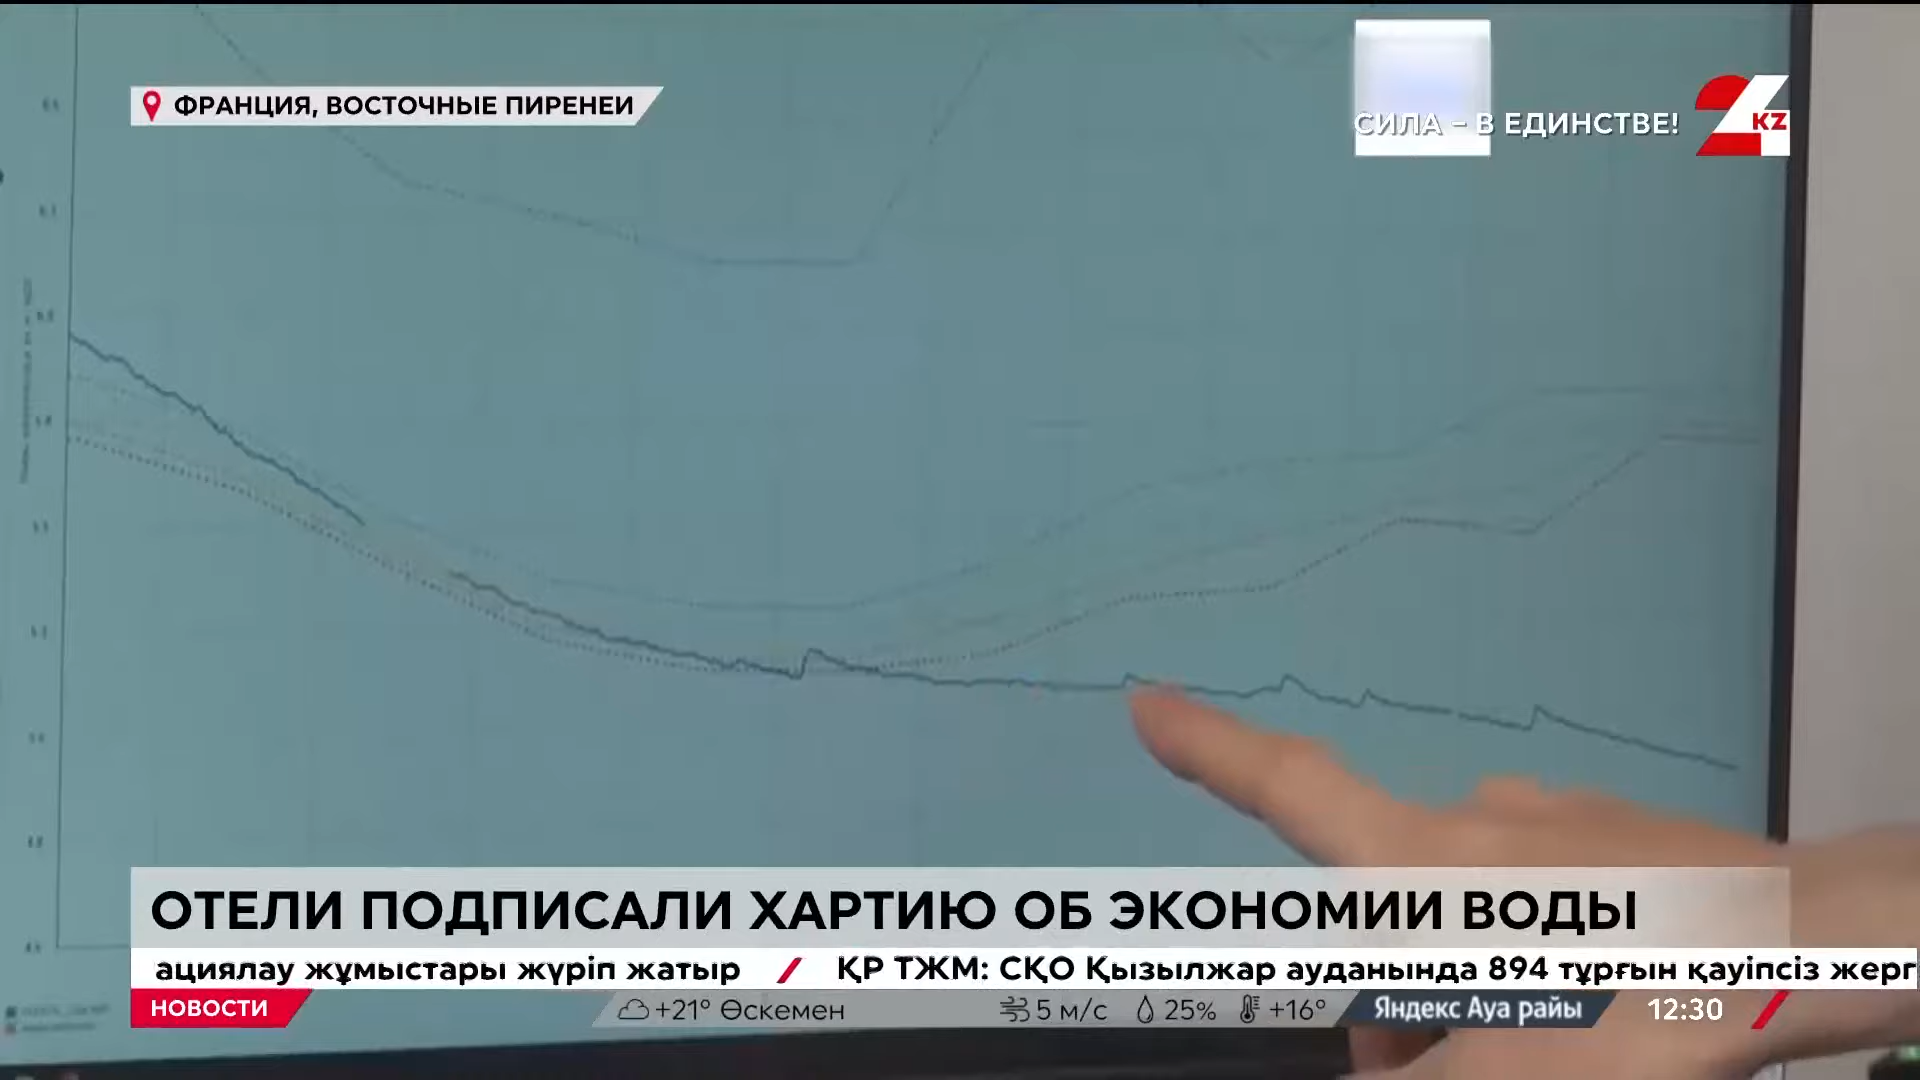 ФРАНЦИЯ, ВОСТОЧНЫЕ ПИРЕНЕИ
СИЛА – В ЕДИНСТВЕ!
24 KZ
ОТЕЛИ ПОДПИСАЛИ ХАРТИЮ ОБ ЭКОНОМИИ ВОДЫ
ациялау жұмыстары жүріп жатыр / ҚР ТЖМ: СҚО Қызылжар ауданында 894 тұрғын қауіпсіз жерг
НОВОСТИ +21° Өскемен 5 м/с 25% +16° Яндекс Ауа райы 12:30